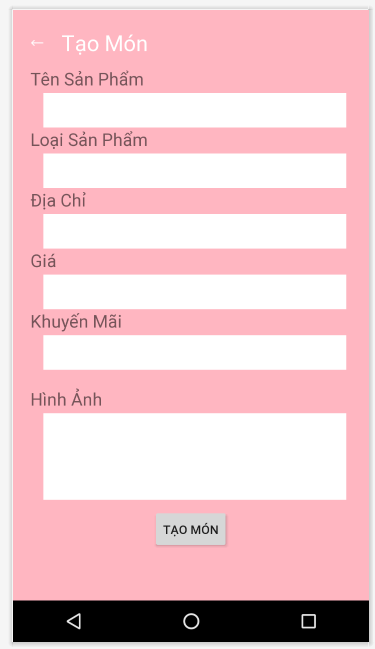 ← Tạo Món
Tên Sản Phẩm
Loại Sản Phẩm
Địa Chỉ
Giá
Khuyến Mãi
Hình Ảnh
TẠO MÓN